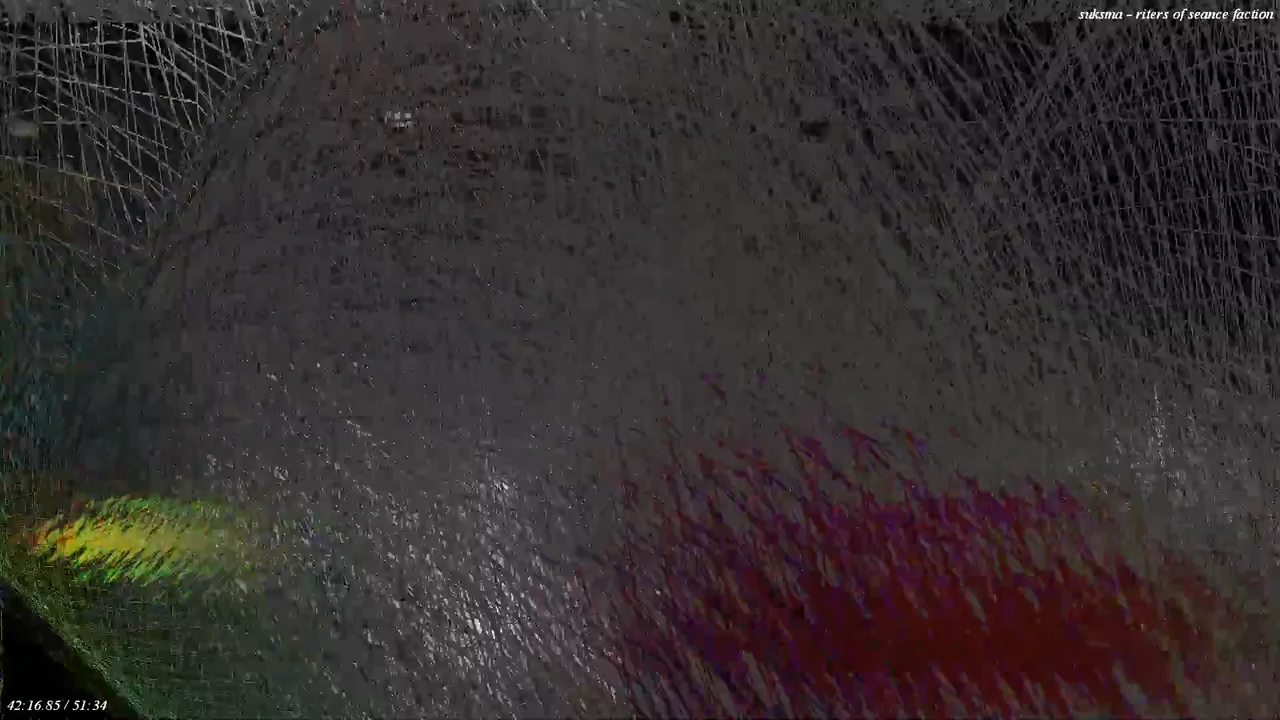 suksma - riters of seance faction
42:16.85 / 51:34